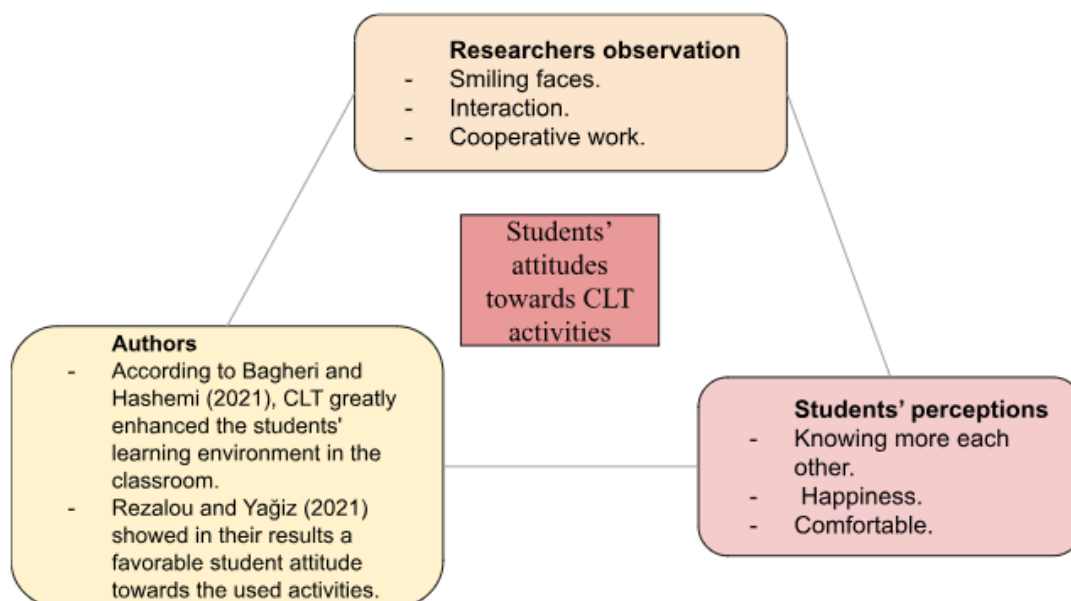 Researchers observation
- Smiling faces.
- Interaction.
- Cooperative work.
Students’
attitudes
towards CLT
activities
Authors
- According to Bagheri and
Hashemi (2021), CLT greatly
enhanced the students'
learning environment in the
classroom.
- Rezalou and Yağiz (2021)
showed in their results a
favorable student attitude
towards the used activities.
Students’ perceptions
- Knowing more each
other.
- Happiness.
- Comfortable.